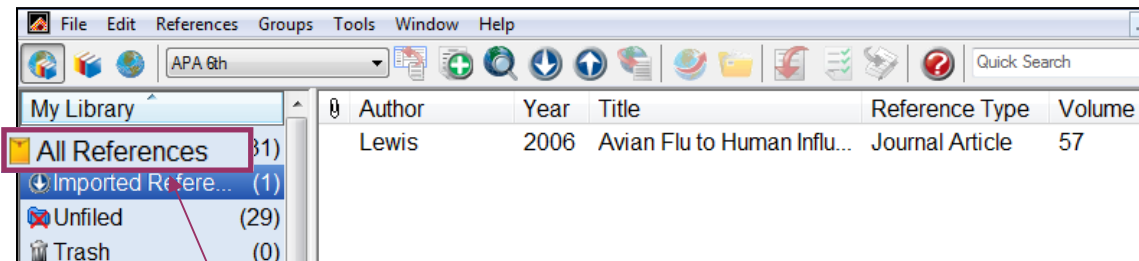 File Edit References Groups Tools Window Help
APA 6th Quick Search
My Library Author Year Title Reference Type Volume
All References 31) Lewis 2006 Avian Flu to Human Influ... Journal Article 57
Imported Refere... (1)
Unfiled (29)
Trash (0)